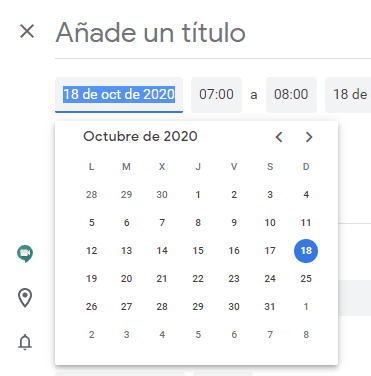 Añade un título
18 de oct de 2020 07:00 a 08:00 18 de
Octubre de 2020
L M X J V S D
28 29 30 1 2 3 4
5 6 7 8 9 10 11
12 13 14 15 16 17 18
19 20 21 22 23 24 25
26 27 28 29 30 31 1
2 3 4 5 6 7 8